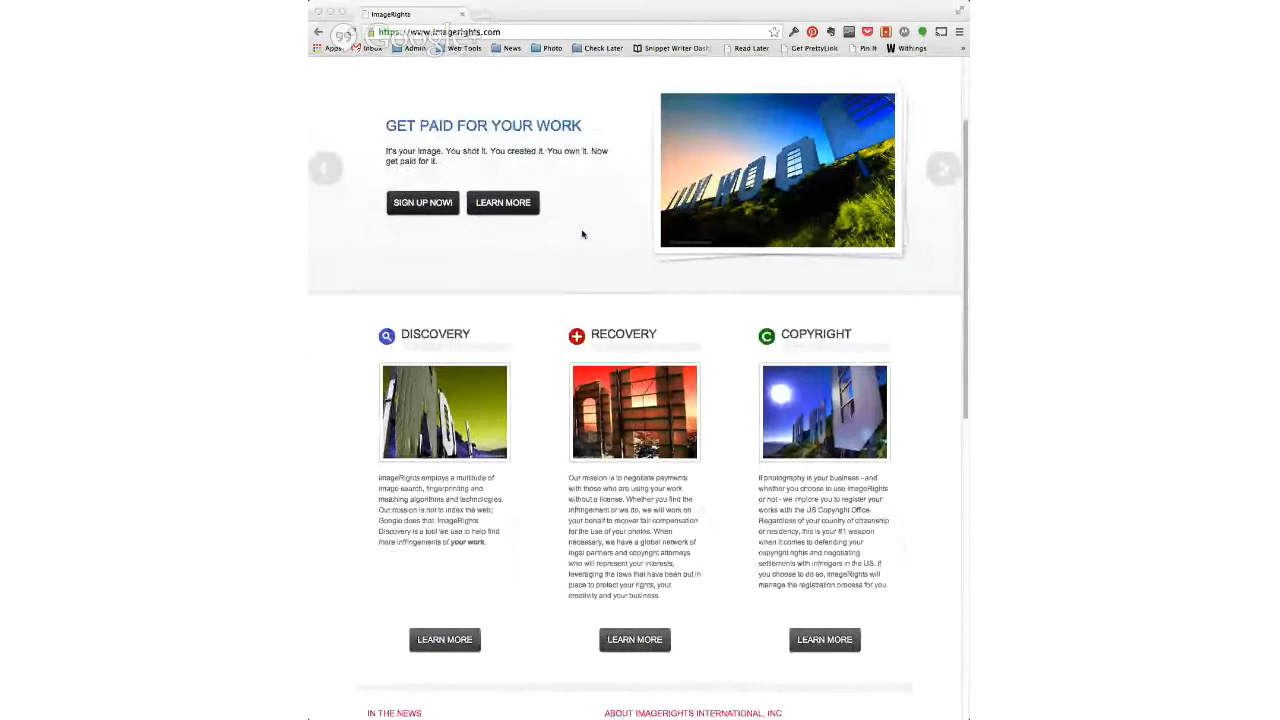 ImageRights
https://www.imagerights.com
Google+
Apps Inbox Admin Web Tools News Photo Check Later Snippet Writer Dash Read Later Get PrettyLink Pin It Withings »
GET PAID FOR YOUR WORK
It's your image. You shot it. You created it. You own it. Now
get paid for it.
SIGN UP NOW! LEARN MORE
DISCOVERY
ImageRights employs a multitude of
image search, fingerprinting and
matching algorithms and technologies.
Our mission is not to index the web;
Google does that. ImageRights
Discovery is a tool we use to help find
more infringements of your work.
LEARN MORE
RECOVERY
Our mission is to negotiate payments
with those who are using your work
without a license. Whether you find the
infringement or we do, we will work on
your behalf to recover fair compensation
for the use of your photos. When
necessary, we have a global network of
legal partners and copyright attorneys
who will represent your interests,
leveraging the laws that have been put in
place to protect your rights, your
creativity and your business.
LEARN MORE
C COPYRIGHT
If photography is your business - and
whether you choose to use ImageRights
or not - we implore you to register your
works with the US Copyright Office.
Regardless of your country of citizenship
or residency, this is your #1 weapon
when it comes to defending your
copyright rights and negotiating
settlements with infringers in the US. If
you choose to do so, ImageRights will
manage the registration process for you.
LEARN MORE
IN THE NEWS
ABOUT IMAGERIGHTS INTERNATIONAL, INC